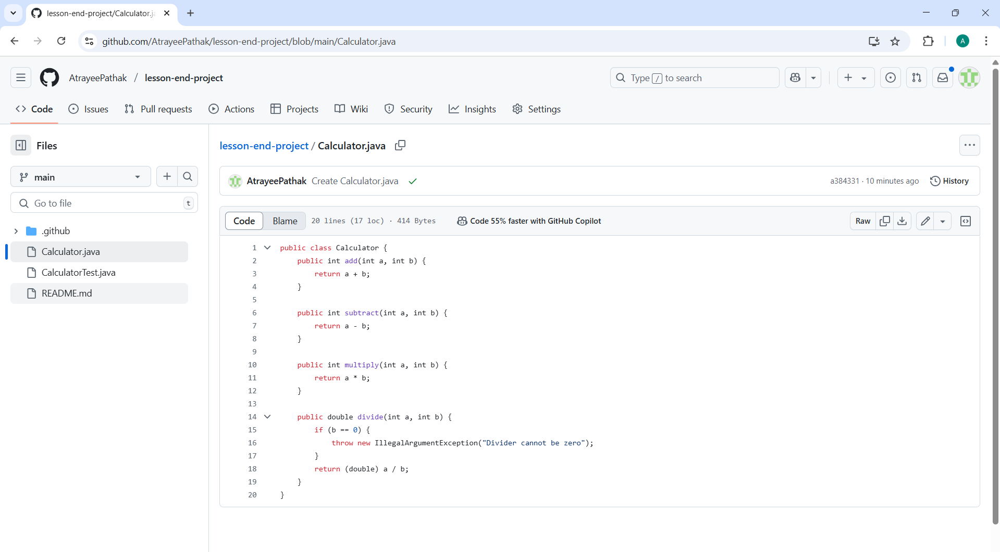 lesson-end-project/Calculator.ja
github.com/AtrayeePathak/lesson-end-project/blob/main/Calculator.java
A
AtrayeePathak / lesson-end-project
Type / to search
Code Issues Pull requests Actions Projects Wiki Security Insights Settings
Files
lesson-end-project / Calculator.java
main
AtrayeePathak Create Calculator.java
a384331 · 10 minutes ago
History
Go to file
t
Code Blame 20 lines (17 loc) · 414 Bytes Code 55% faster with GitHub Copilot Raw
.github
Calculator.java
CalculatorTest.java
README.md
1 public class Calculator {
2     public int add(int a, int b) {
3         return a + b;
4     }
5
6     public int subtract(int a, int b) {
7         return a - b;
8     }
9
10     public int multiply(int a, int b) {
11         return a * b;
12     }
13
14     public double divide(int a, int b) {
15         if (b == 0) {
16             throw new IllegalArgumentException("Divider cannot be zero");
17         }
18         return (double) a / b;
19     }
20 }